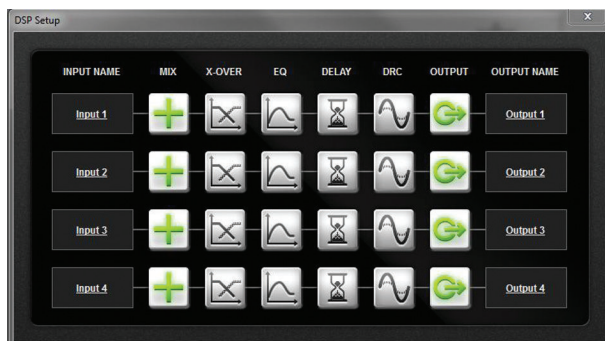 DSP Setup
x
INPUT NAME MIX X-OVER EQ DELAY DRC OUTPUT OUTPUT NAME
Input 1 Output 1
Input 2 Output 2
Input 3 Output 3
Input 4 Output 4